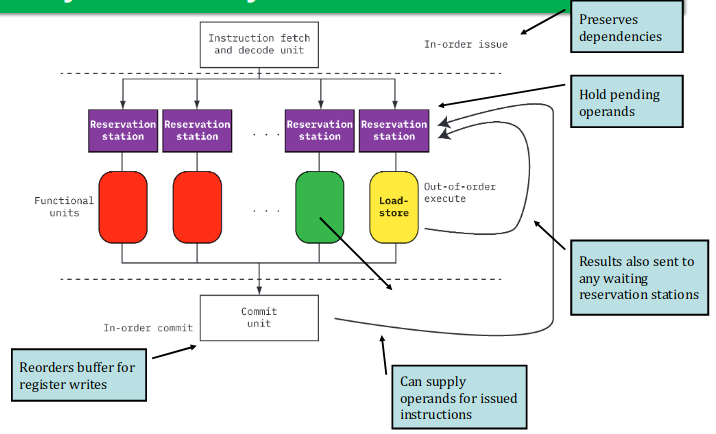 Preserves
dependencies
Instruction fetch
and decode unit
In-order issue
Hold pending
operands
Reservation
station
Reservation
station
. . .
Reservation
station
Reservation
station
Functional
units
. . .
Load-
store
Out-of-order
execute
Results also sent to
any waiting
reservation stations
Commit
unit
In-order commit
Reorders buffer for
register writes
Can supply
operands for issued
instructions